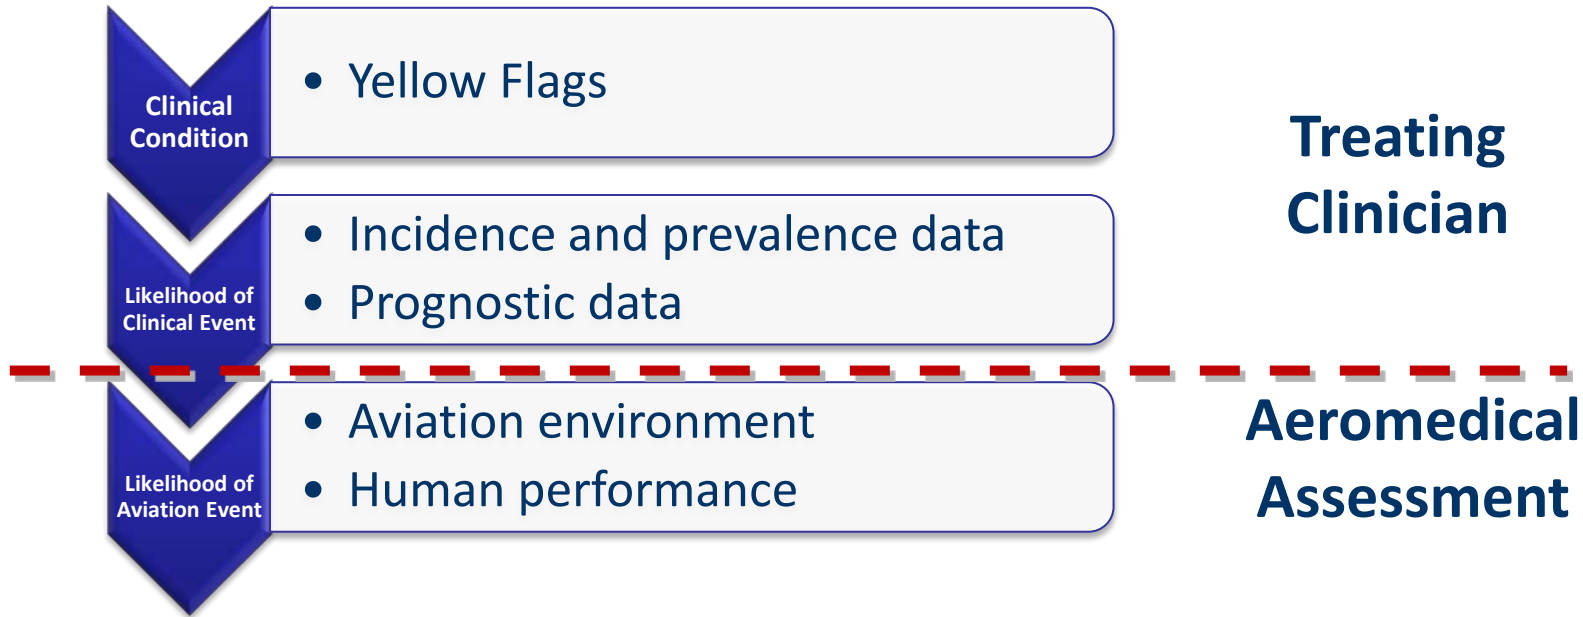 Clinical
Condition
• Yellow Flags
Treating
Clinician
Likelihood of
Clinical Event
• Incidence and prevalence data
• Prognostic data
Likelihood of
Aviation Event
• Aviation environment
• Human performance
Aeromedical
Assessment